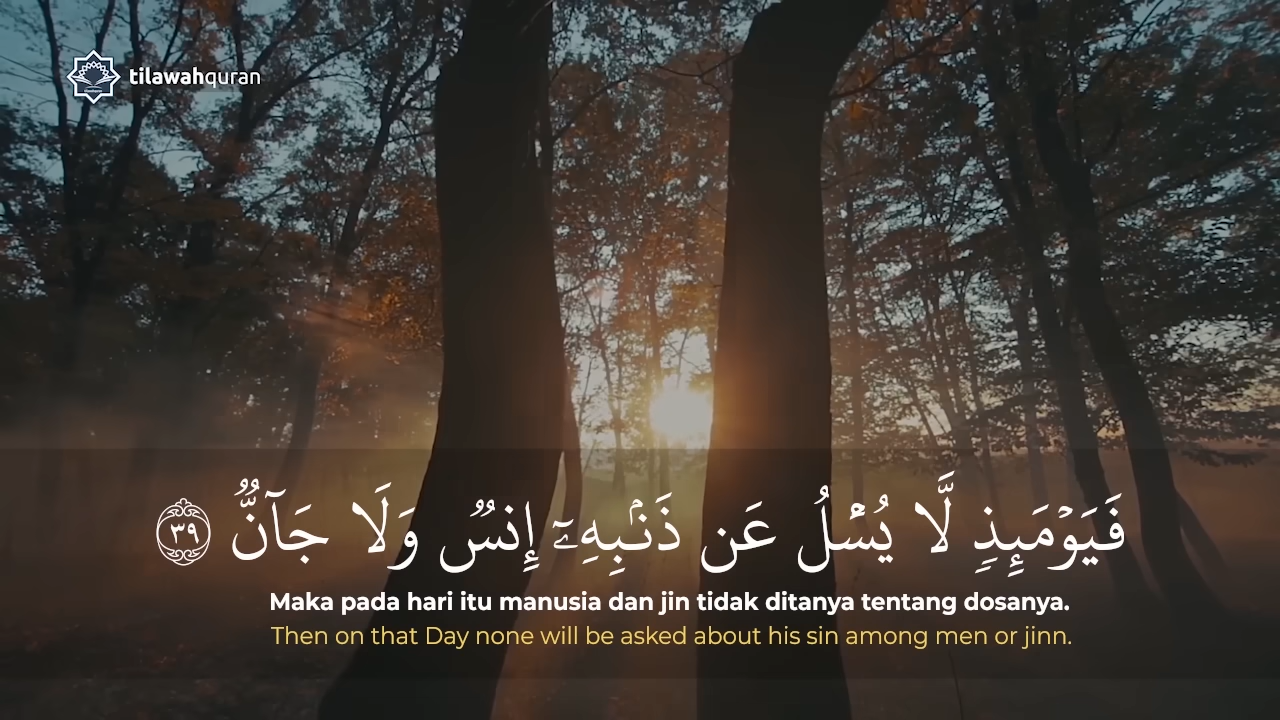 tilawahquran
فَيَوْمَئِذٍ لَّا يُسْـَٔلُ عَن ذَنۢبِهِۦٓ إِنسٌ وَلَا جَآنٌّ ٣٩
Maka pada hari itu manusia dan jin tidak ditanya tentang dosanya.
Then on that Day none will be asked about his sin among men or jinn.